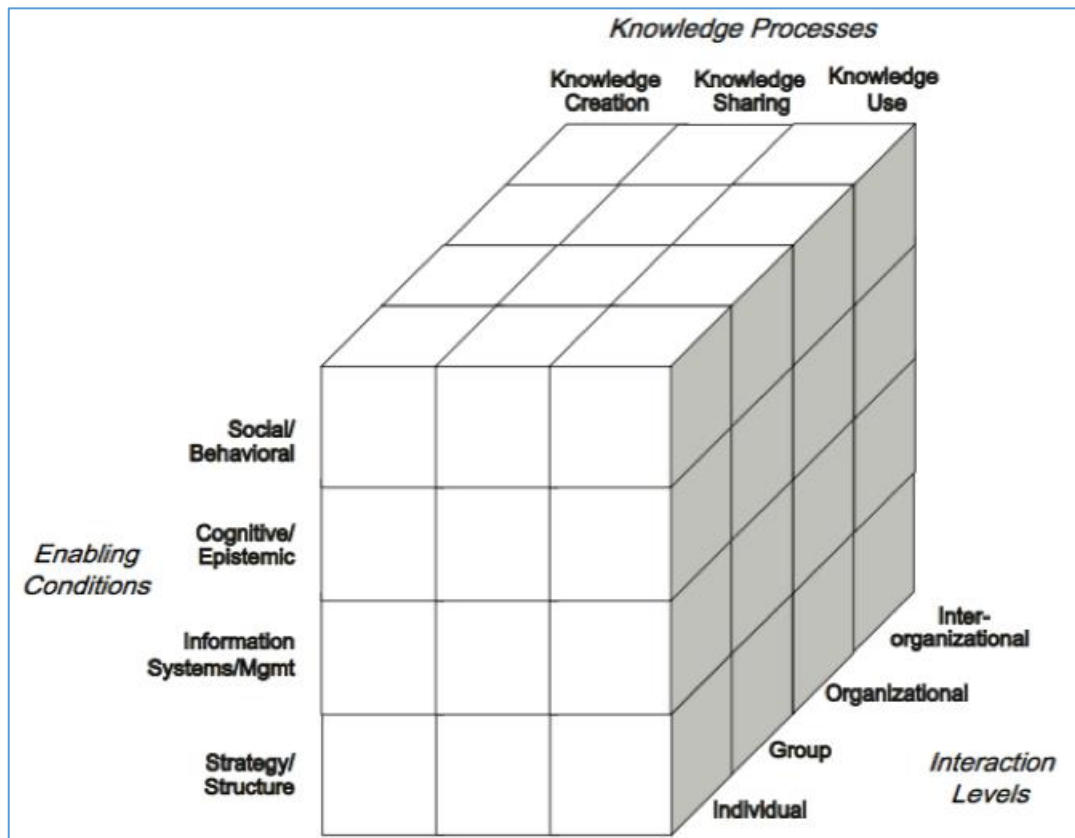 Knowledge Processes
Knowledge
Creation
Knowledge
Sharing
Knowledge
Use
Social/
Behavioral
Cognitive/
Epistemic
Enabling
Conditions
Information
Systems/Mgmt
Strategy/
Structure
Inter-
organizational
Organizational
Group
Individual
Interaction
Levels